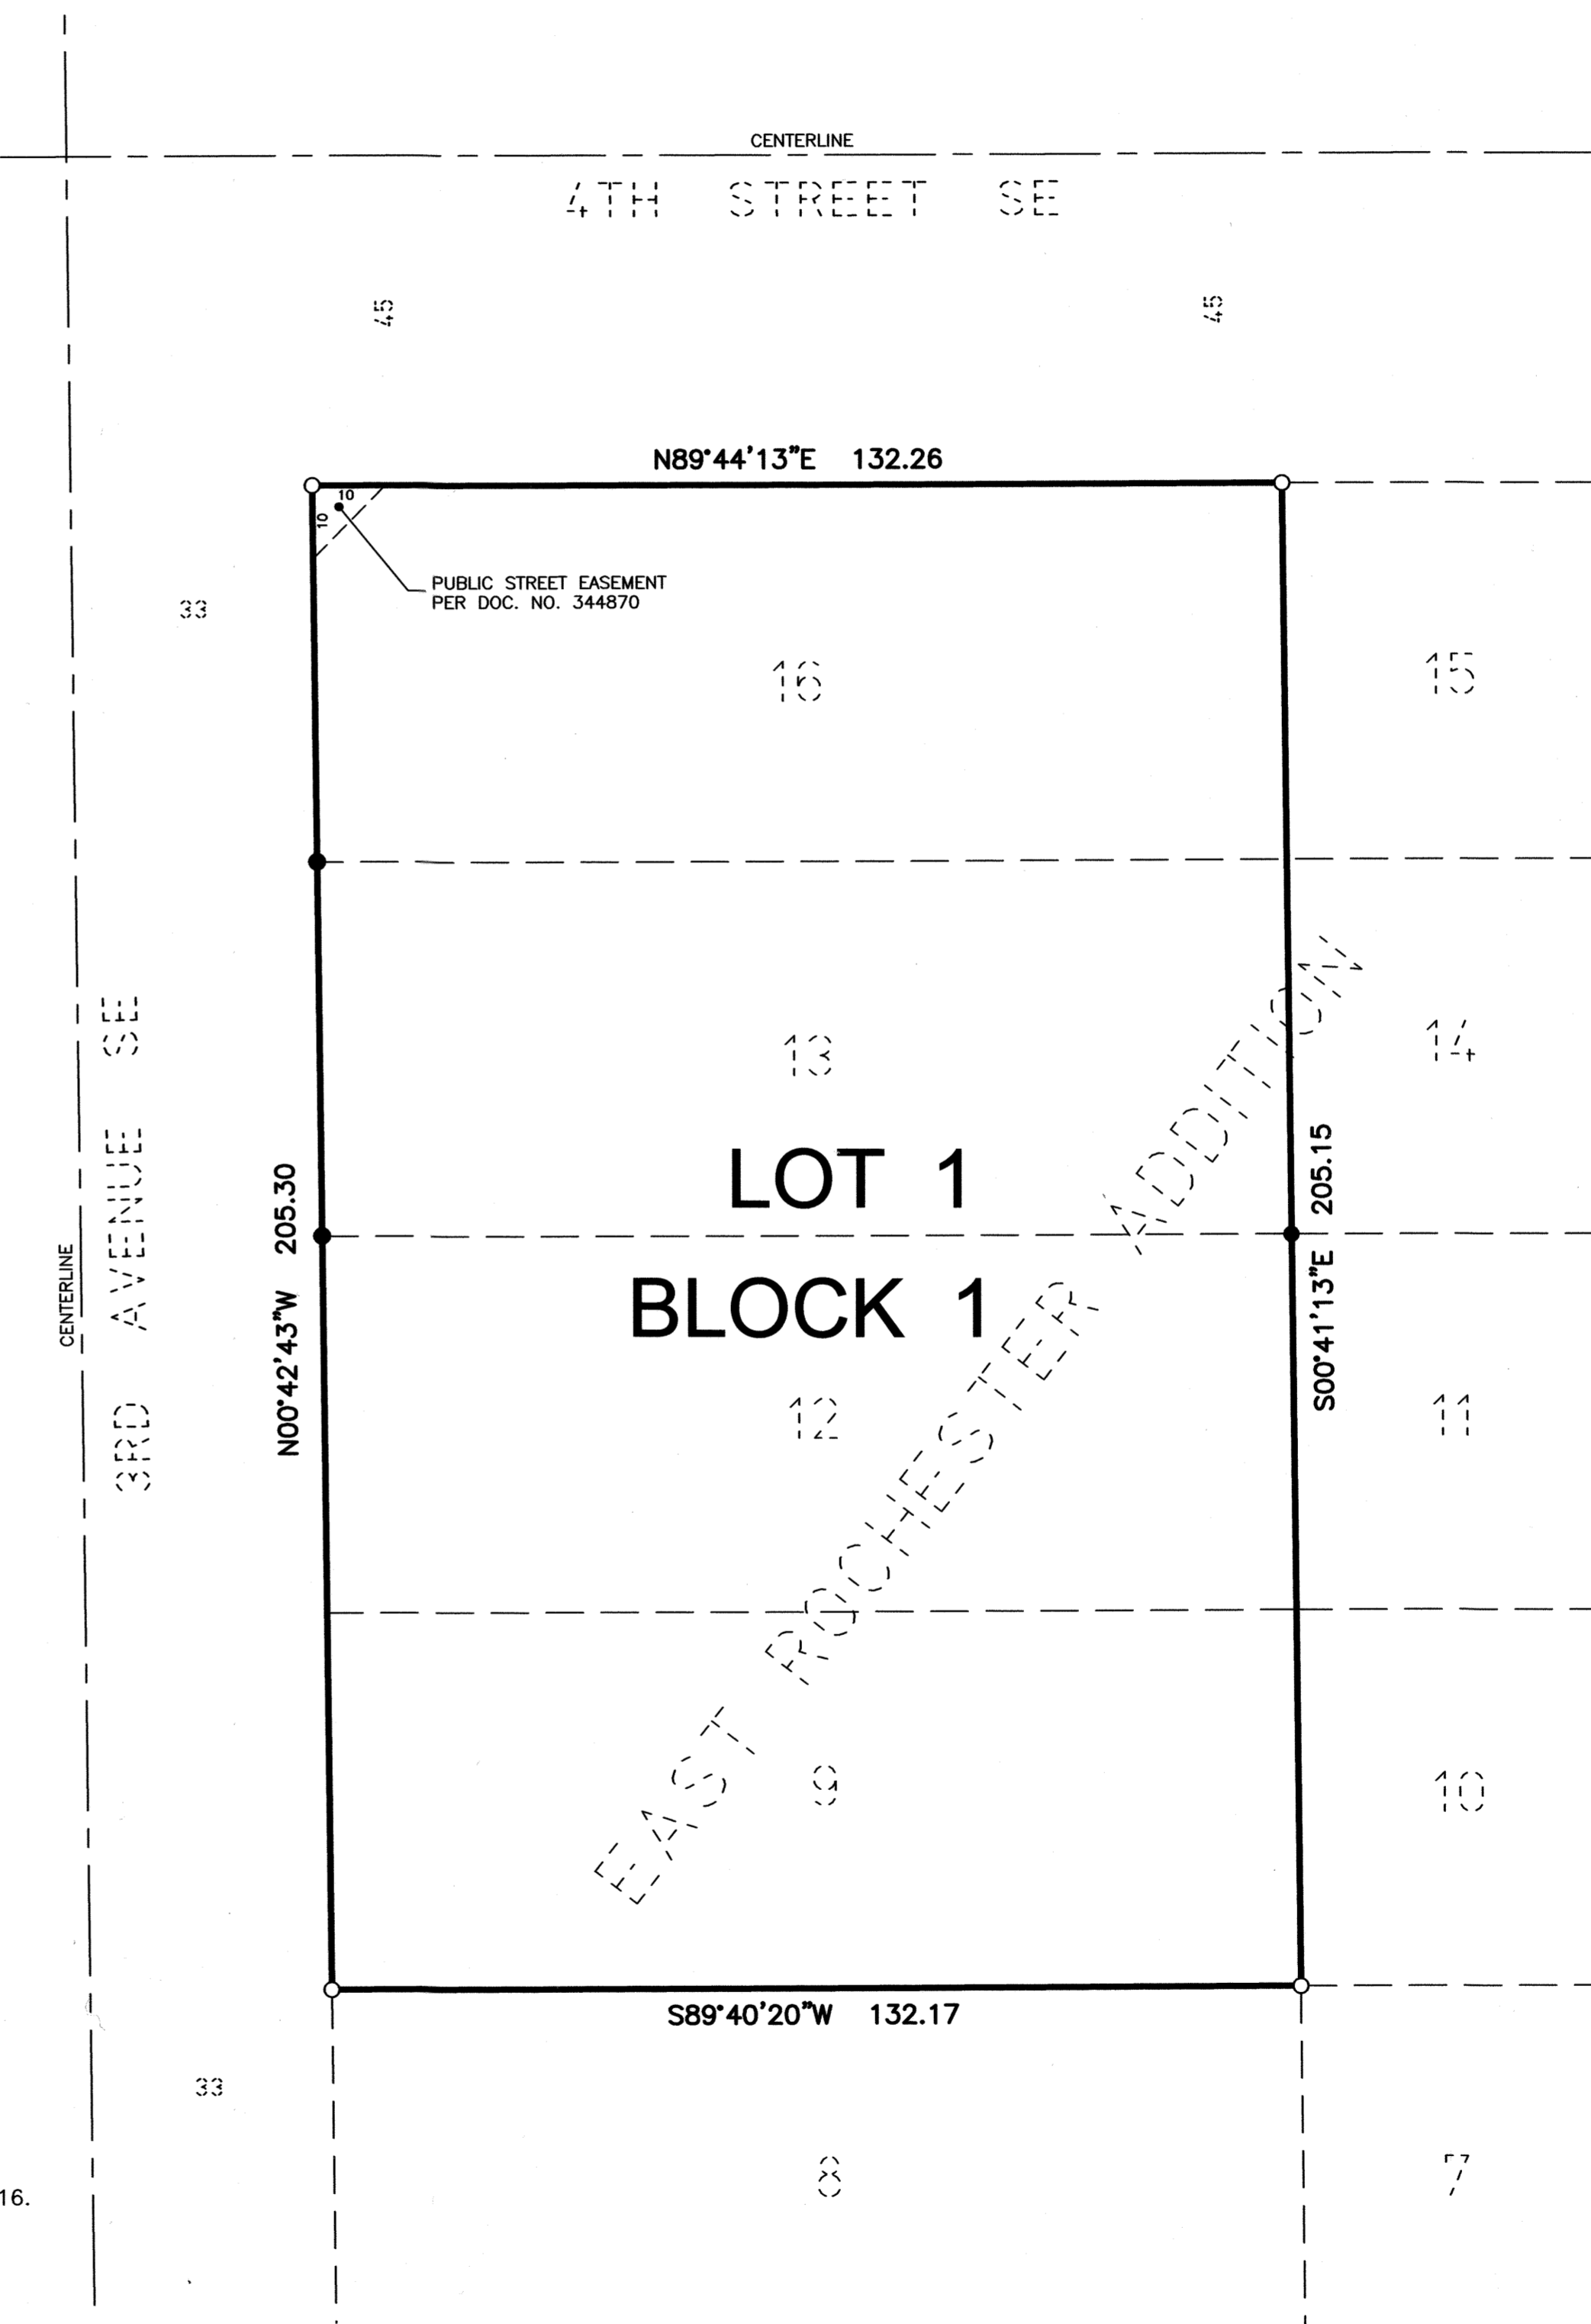 CENTERLINE
4TH STREET SE
45
45
N89°44'13"E 132.26
10
10
PUBLIC STREET EASEMENT
PER DOC. NO. 344870
33
16
15
13
14
3RD AVENUE SE
CENTERLINE
N00°42'43"W 205.30
LOT 1
BLOCK 1
S00°41'13"E 205.15
12
11
EAST ROCHESTER ADDITION
9
10
S89°40'20"W 132.17
33
8
7
16.